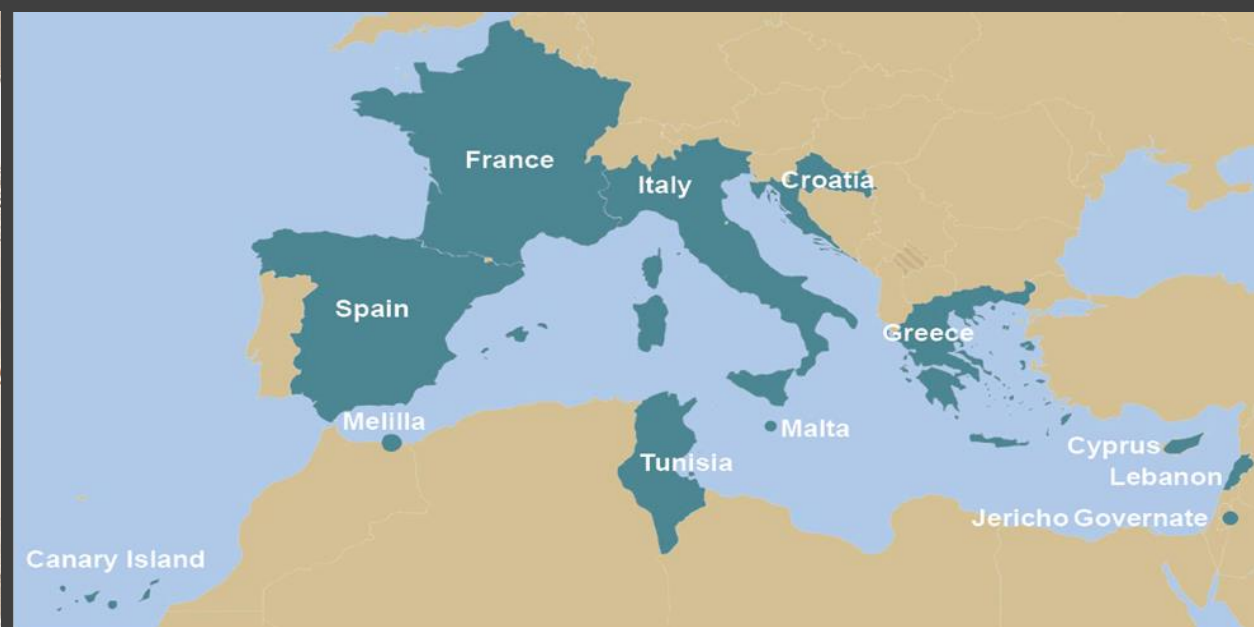 France
Italy
Croatia
Spain
Greece
Melilla
Malta
Tunisia
Cyprus
Lebanon
Jericho Governate
Canary Island